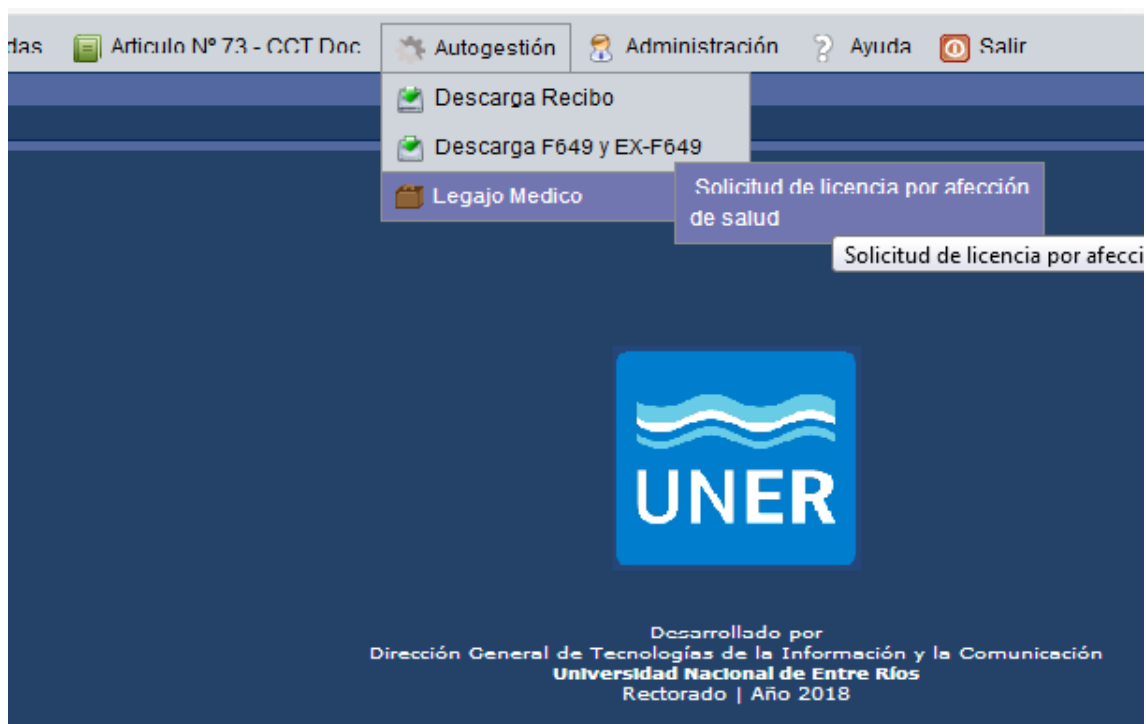 das Articulo Nº 73 - CCT Doc Autogestión Administración Ayuda Salir
Descarga Recibo
Descarga F649 y EX-F649
Legajo Medico
Solicitud de licencia por afección
de salud
Solicitud de licencia por afecci
UNER
Desarrollado por
Dirección General de Tecnologías de la Información y la Comunicación
Universidad Nacional de Entre Ríos
Rectorado | Año 2018